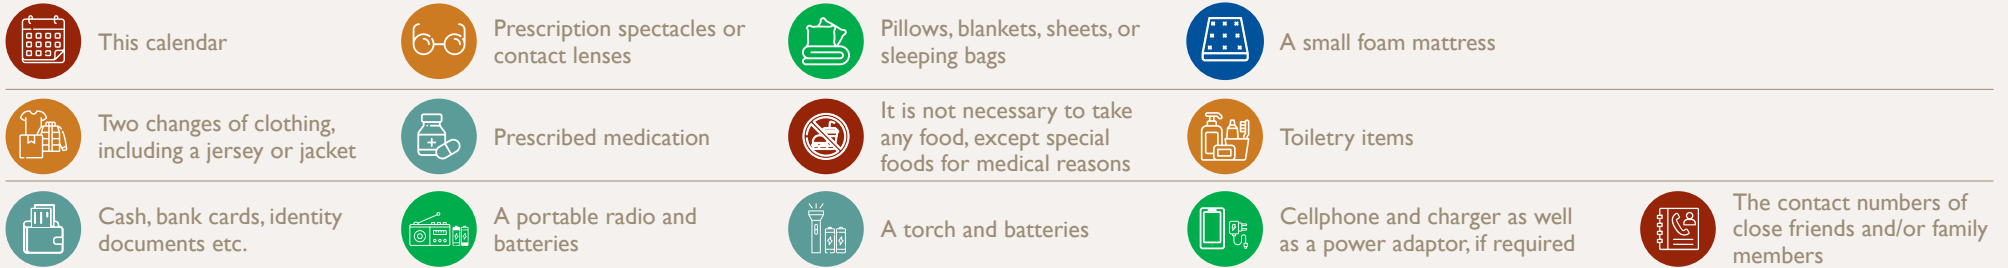 This calendar
Prescription spectacles or
contact lenses
Pillows, blankets, sheets, or
sleeping bags
A small foam mattress
Two changes of clothing,
including a jersey or jacket
Prescribed medication
It is not necessary to take
any food, except special
foods for medical reasons
Toiletry items
Cash, bank cards, identity
documents etc.
A portable radio and
batteries
A torch and batteries
Cellphone and charger as well
as a power adaptor, if required
The contact numbers of
close friends and/or family
members